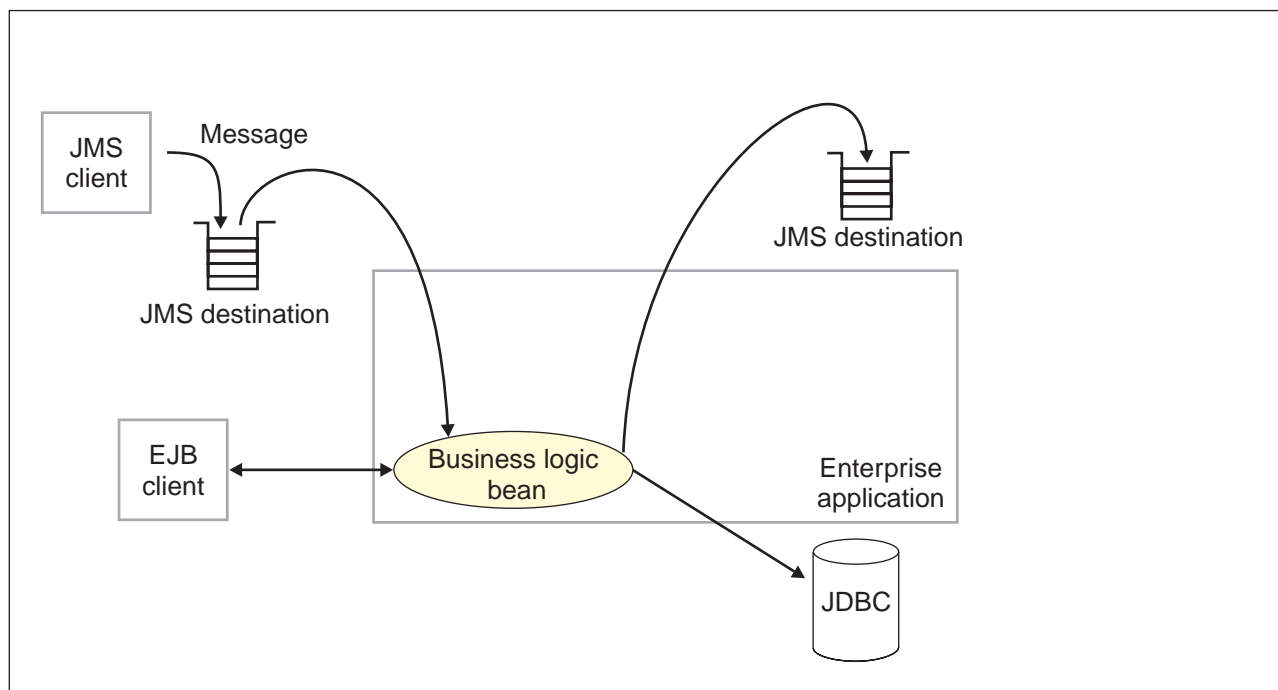 Message
JMS
client
JMS destination
JMS destination
EJB
client
Business logic
bean
Enterprise
application
JDBC